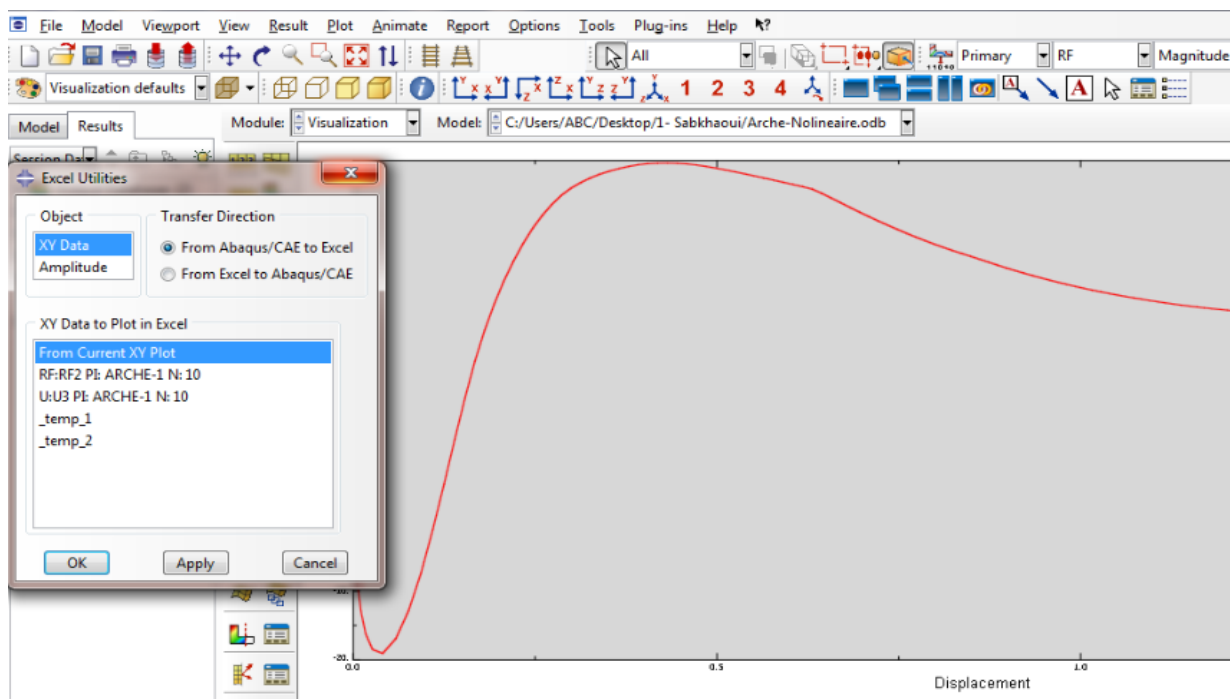 File Model Viewport View Result Plot Animate Report Options Tools Plug-ins Help
All Primary RF Magnitude
Visualization defaults 1 2 3 4
Model Results Module: Visualization Model: C:/Users/ABC/Desktop/1- Sabkhaoui/Arche-Nolineaire.odb
Excel Utilities
Object
XY Data
Amplitude
Transfer Direction
From Abaqus/CAE to Excel
From Excel to Abaqus/CAE
XY Data to Plot in Excel
From Current XY Plot
RF:RF2 PI: ARCHE-1 N: 10
U:U3 PI: ARCHE-1 N: 10
_temp_1
_temp_2
OK Apply Cancel
-20.
0.0 0.5 1.0
Displacement